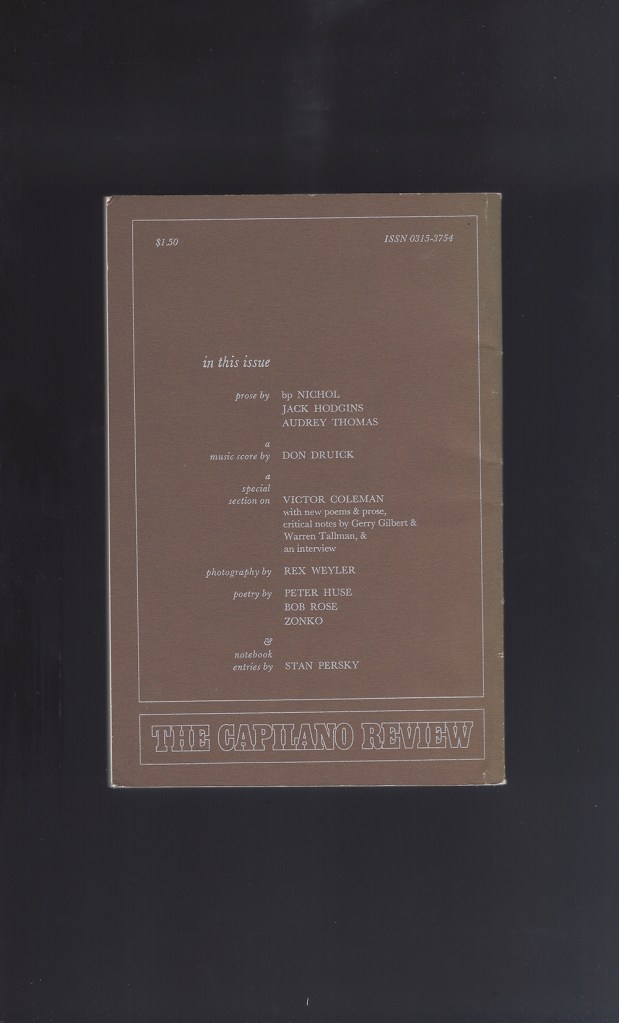 $1.50 ISSN 0315-3754
in this issue
prose by bp NICHOL
JACK HODGINS
AUDREY THOMAS
a
music score by DON DRUICK
a
special
section on VICTOR COLEMAN
with new poems & prose,
critical notes by Gerry Gilbert &
Warren Tallman, &
an interview
photography by REX WEYLER
poetry by PETER HUSE
BOB ROSE
ZONKO
&
notebook
entries by STAN PERSKY
THE CAPILANO REVIEW